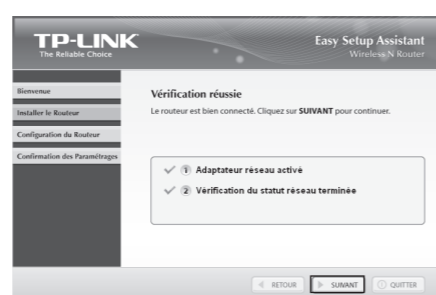 TP-LINK
The Reliable Choice
Easy Setup Assistant
Wireless N Router
Bienvenue
Installer le Routeur
Configuration du Routeur
Confirmation des Paramétrages
Vérification réussie
Le routeur est bien connecté. Cliquez sur SUIVANT pour continuer.
1 Adaptateur réseau activé
2 Vérification du statut réseau terminée
RETOUR
SUIVANT
QUITTER